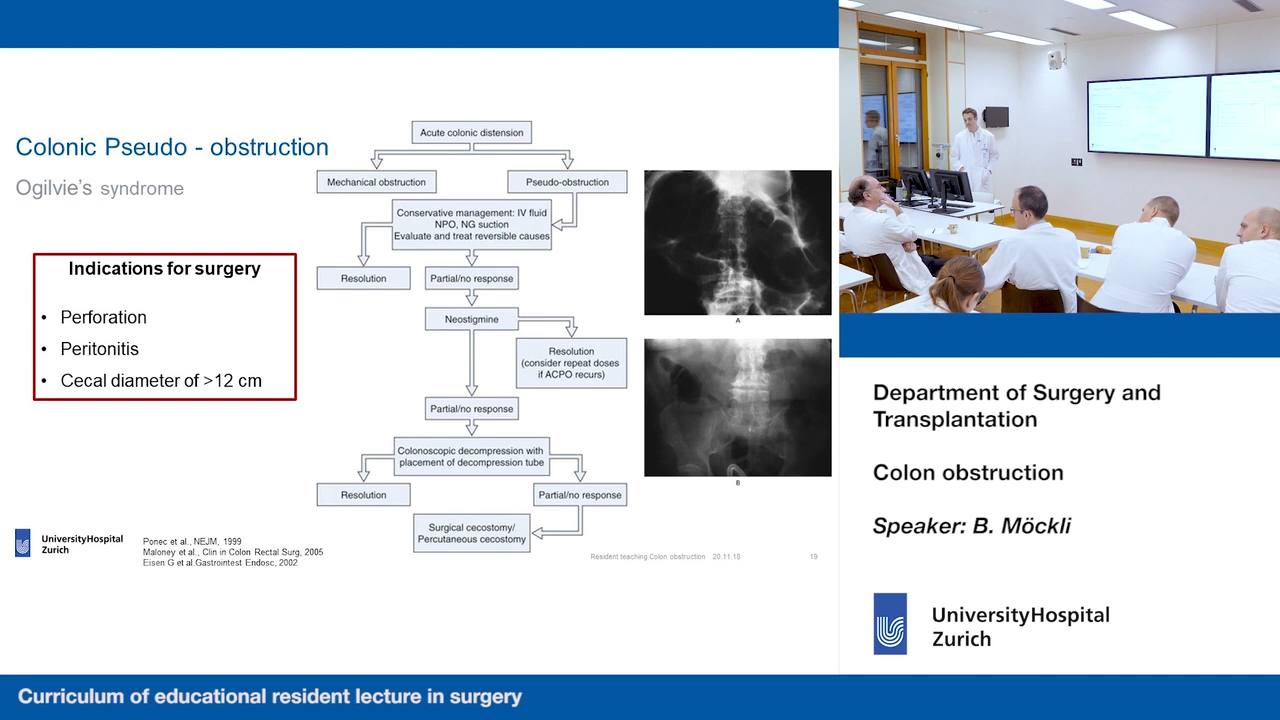 Colonic Pseudo - obstruction
Ogilvie's syndrome
Indications for surgery
• Perforation
• Peritonitis
• Cecal diameter of >12 cm
Acute colonic distension
Mechanical obstruction
Pseudo-obstruction
Conservative management: IV fluid
NPO, NG suction
Evaluate and treat reversible causes
Resolution
Partial/no response
Neostigmine
Resolution
(consider repeat doses
if ACPO recurs)
Partial/no response
Colonoscopic decompression with
placement of decompression tube
Resolution
Partial/no response
Surgical cecostomy/
Percutaneous cecostomy
A
B
UniversityHospital
Zurich
Ponec et al., NEJM, 1999
Maloney et al., Clin in Colon Rectal Surg, 2005
Eisen G et al.Gastrointest Endosc, 2002
Resident teaching Colon obstruction 20.11.18
19
Department of Surgery and
Transplantation
Colon obstruction
Speaker: B. Möckli
UniversityHospital
Zurich
Curriculum of educational resident lecture in surgery